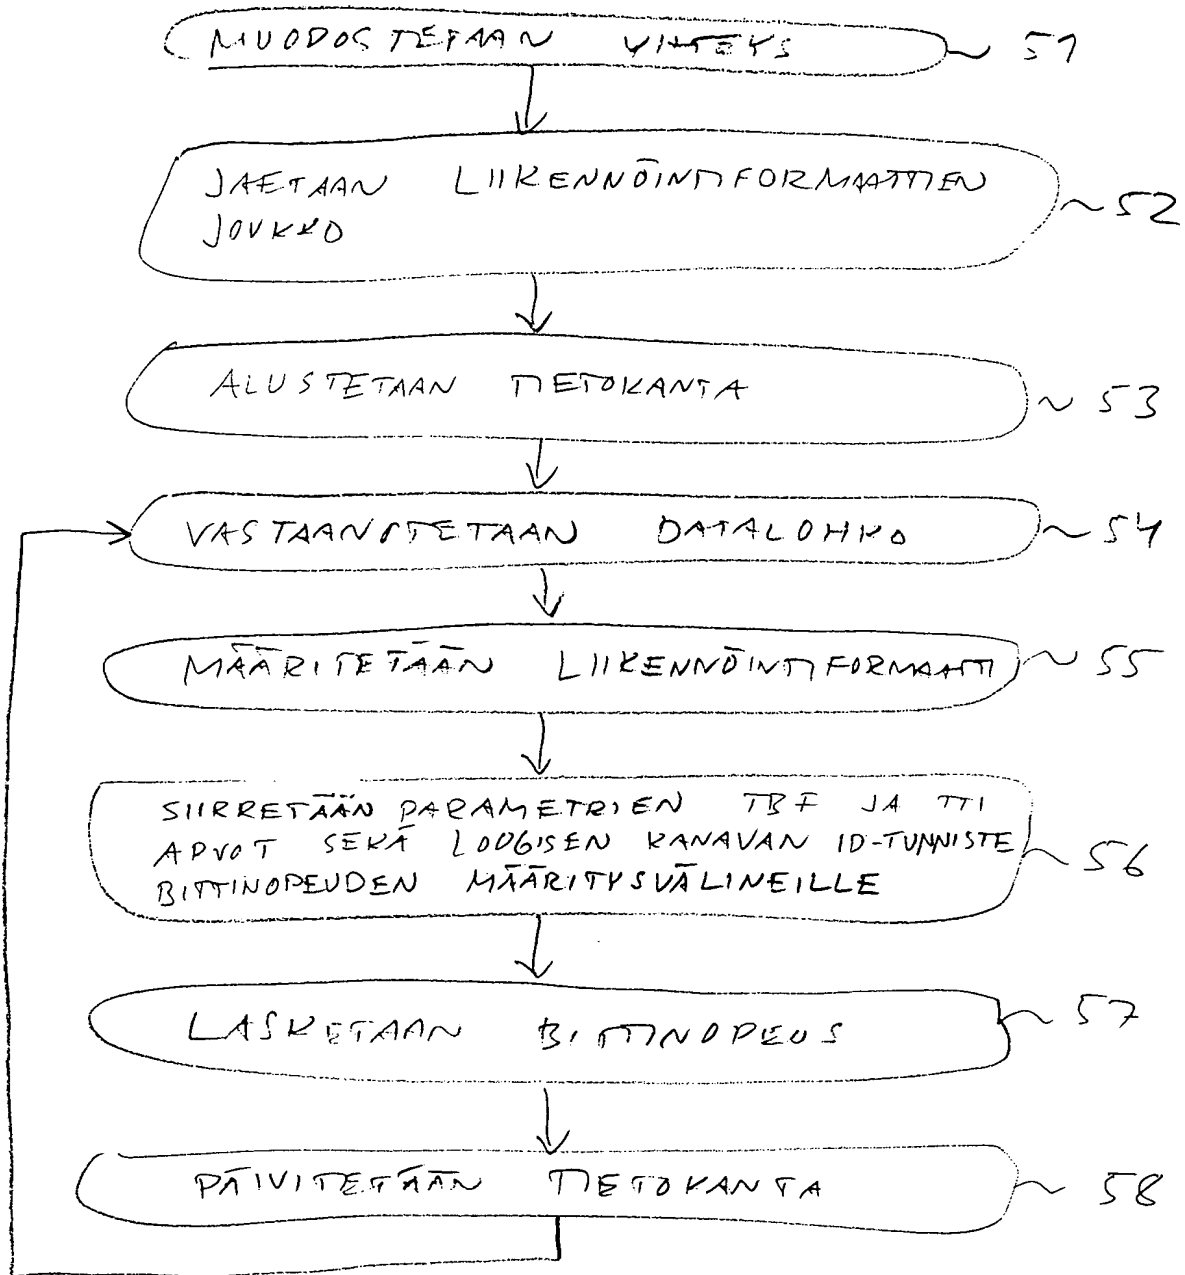 MUODOSTETAAN YHTEYS ~ 51
JAETAAN LIIKENNÖINTIFORMAATTIEN
JOUKKO
~ 52
ALUSTETAAN TIETOKANTA ~ 53
VASTAANOTETAAN DATALOHKO ~ 54
MÄÄRITETÄÄN LIIKENNÖINTIFORMAATTI ~ 55
SIIRRETÄÄN PARAMETRIEN TBF JA TTI
ARVOT SEKÄ LOOGISEN KANAVAN ID-TUNNISTE
BITTINOPEUDEN MÄÄRITYSVÄLINEILLE
~ 56
LASKETAAN BITTINOPEUS ~ 57
PÄIVITETÄÄN TIETOKANTA ~ 58